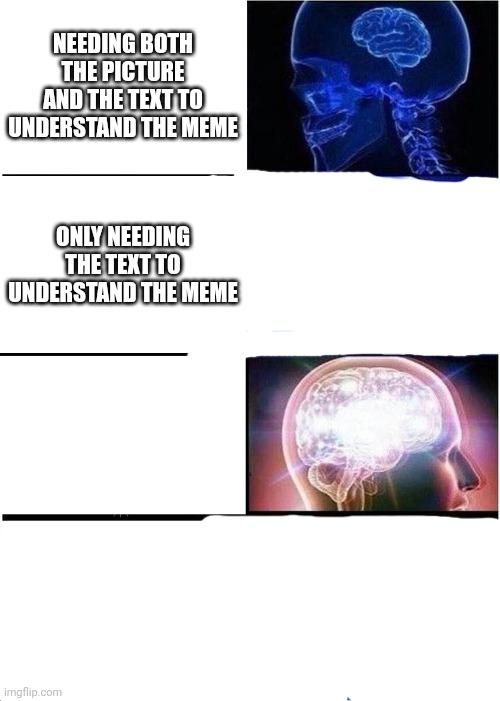 NEEDING BOTH
THE PICTURE
AND THE TEXT TO
UNDERSTAND THE MEME
ONLY NEEDING
THE TEXT TO
UNDERSTAND THE MEME
imgflip.com